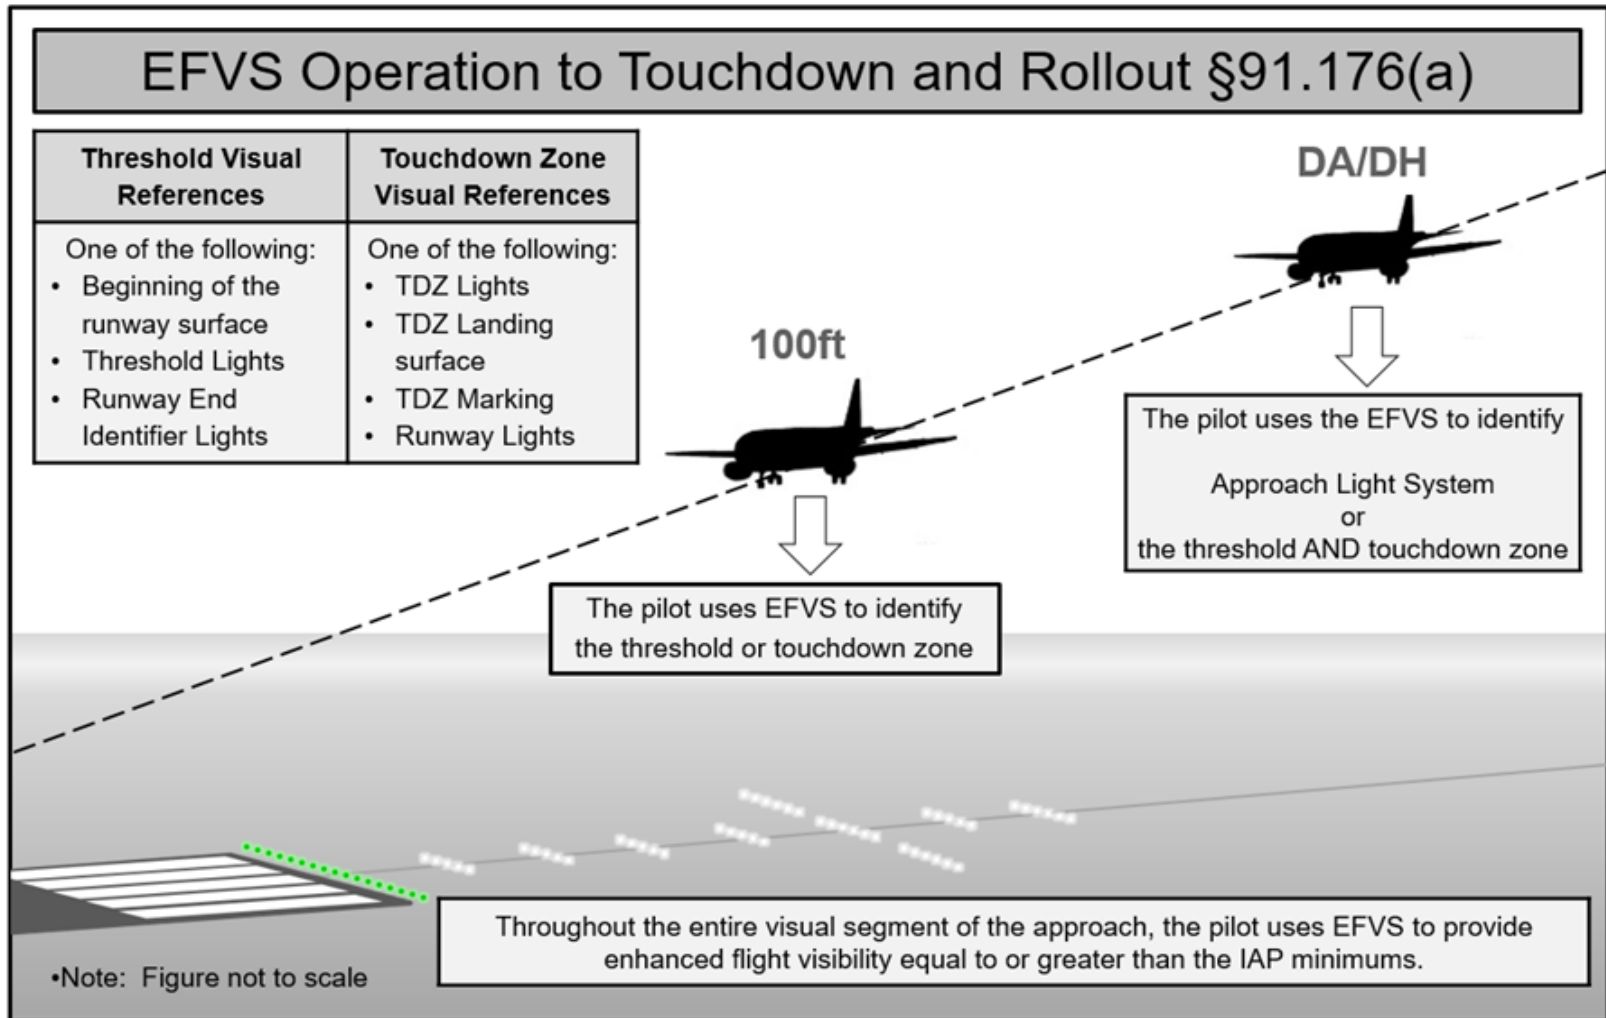 EFVS Operation to Touchdown and Rollout §91.176(a)
Threshold Visual
References
Touchdown Zone
Visual References
One of the following:
• Beginning of the
runway surface
• Threshold Lights
• Runway End
Identifier Lights
One of the following:
• TDZ Lights
• TDZ Landing
surface
• TDZ Marking
• Runway Lights
DA/DH
100ft
The pilot uses the EFVS to identify
Approach Light System
or
the threshold AND touchdown zone
The pilot uses EFVS to identify
the threshold or touchdown zone
Throughout the entire visual segment of the approach, the pilot uses EFVS to provide
enhanced flight visibility equal to or greater than the IAP minimums.
•Note: Figure not to scale